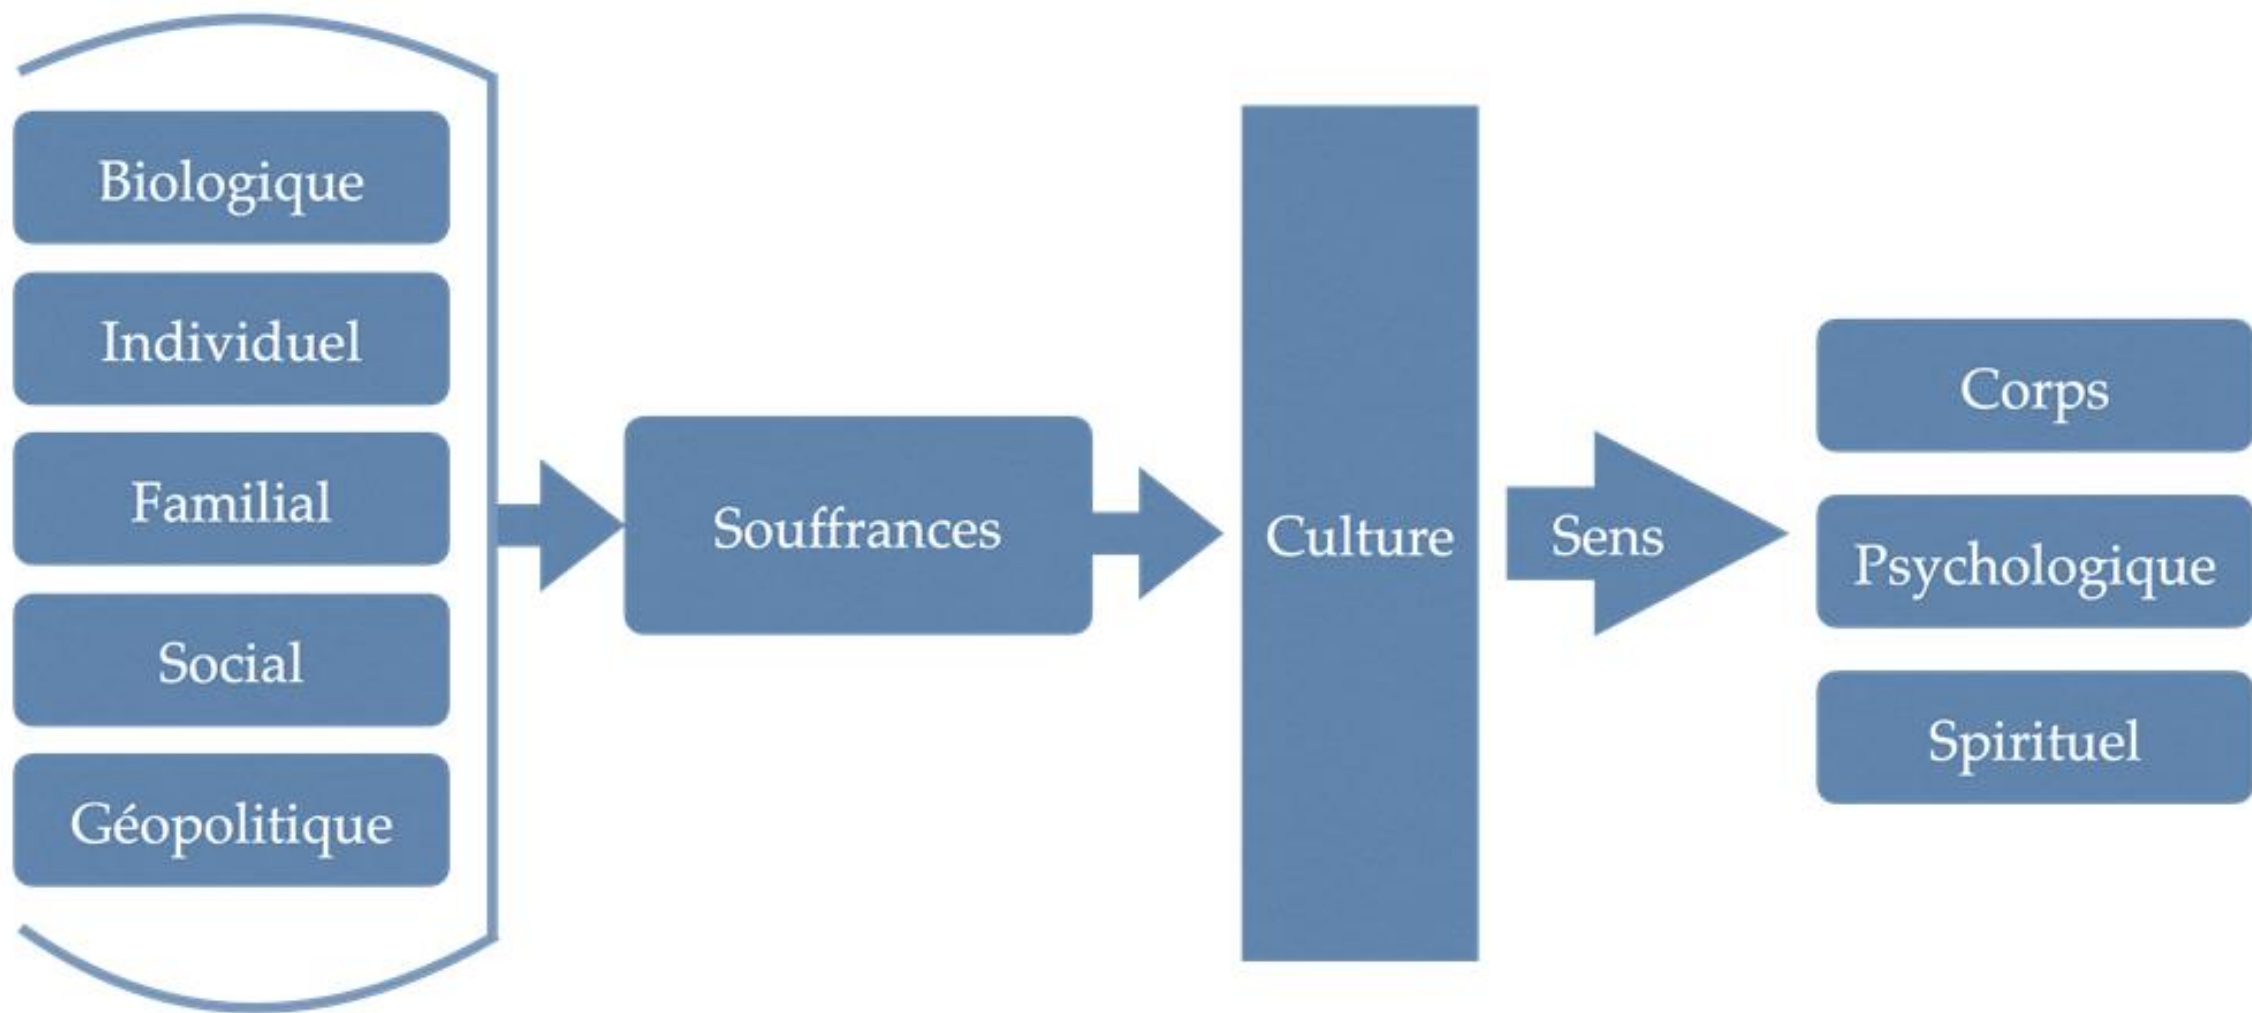 Biologique
Individuel
Familial
Social
Géopolitique
Souffrances
Culture
Sens
Corps
Psychologique
Spirituel